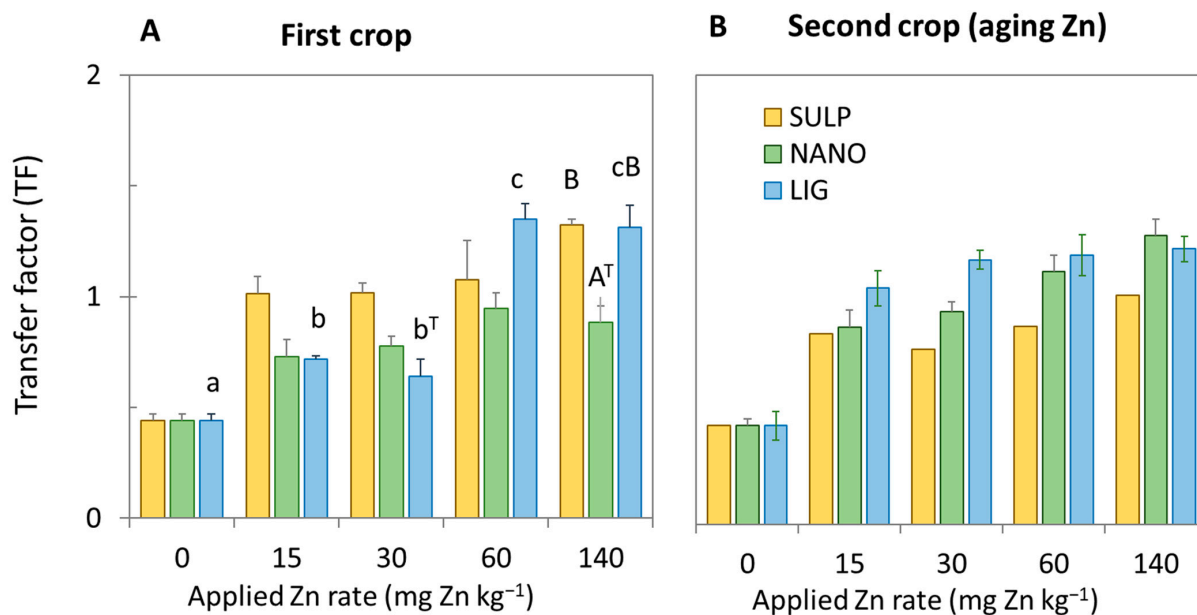 A
First crop
B
Second crop (aging Zn)
Transfer factor (TF)
2
1
0
SULP
NANO
LIG
a
b
bᵀ
c
B
Aᵀ
cB
0 15 30 60 140
Applied Zn rate (mg Zn kg⁻¹)
0 15 30 60 140
Applied Zn rate (mg Zn kg⁻¹)